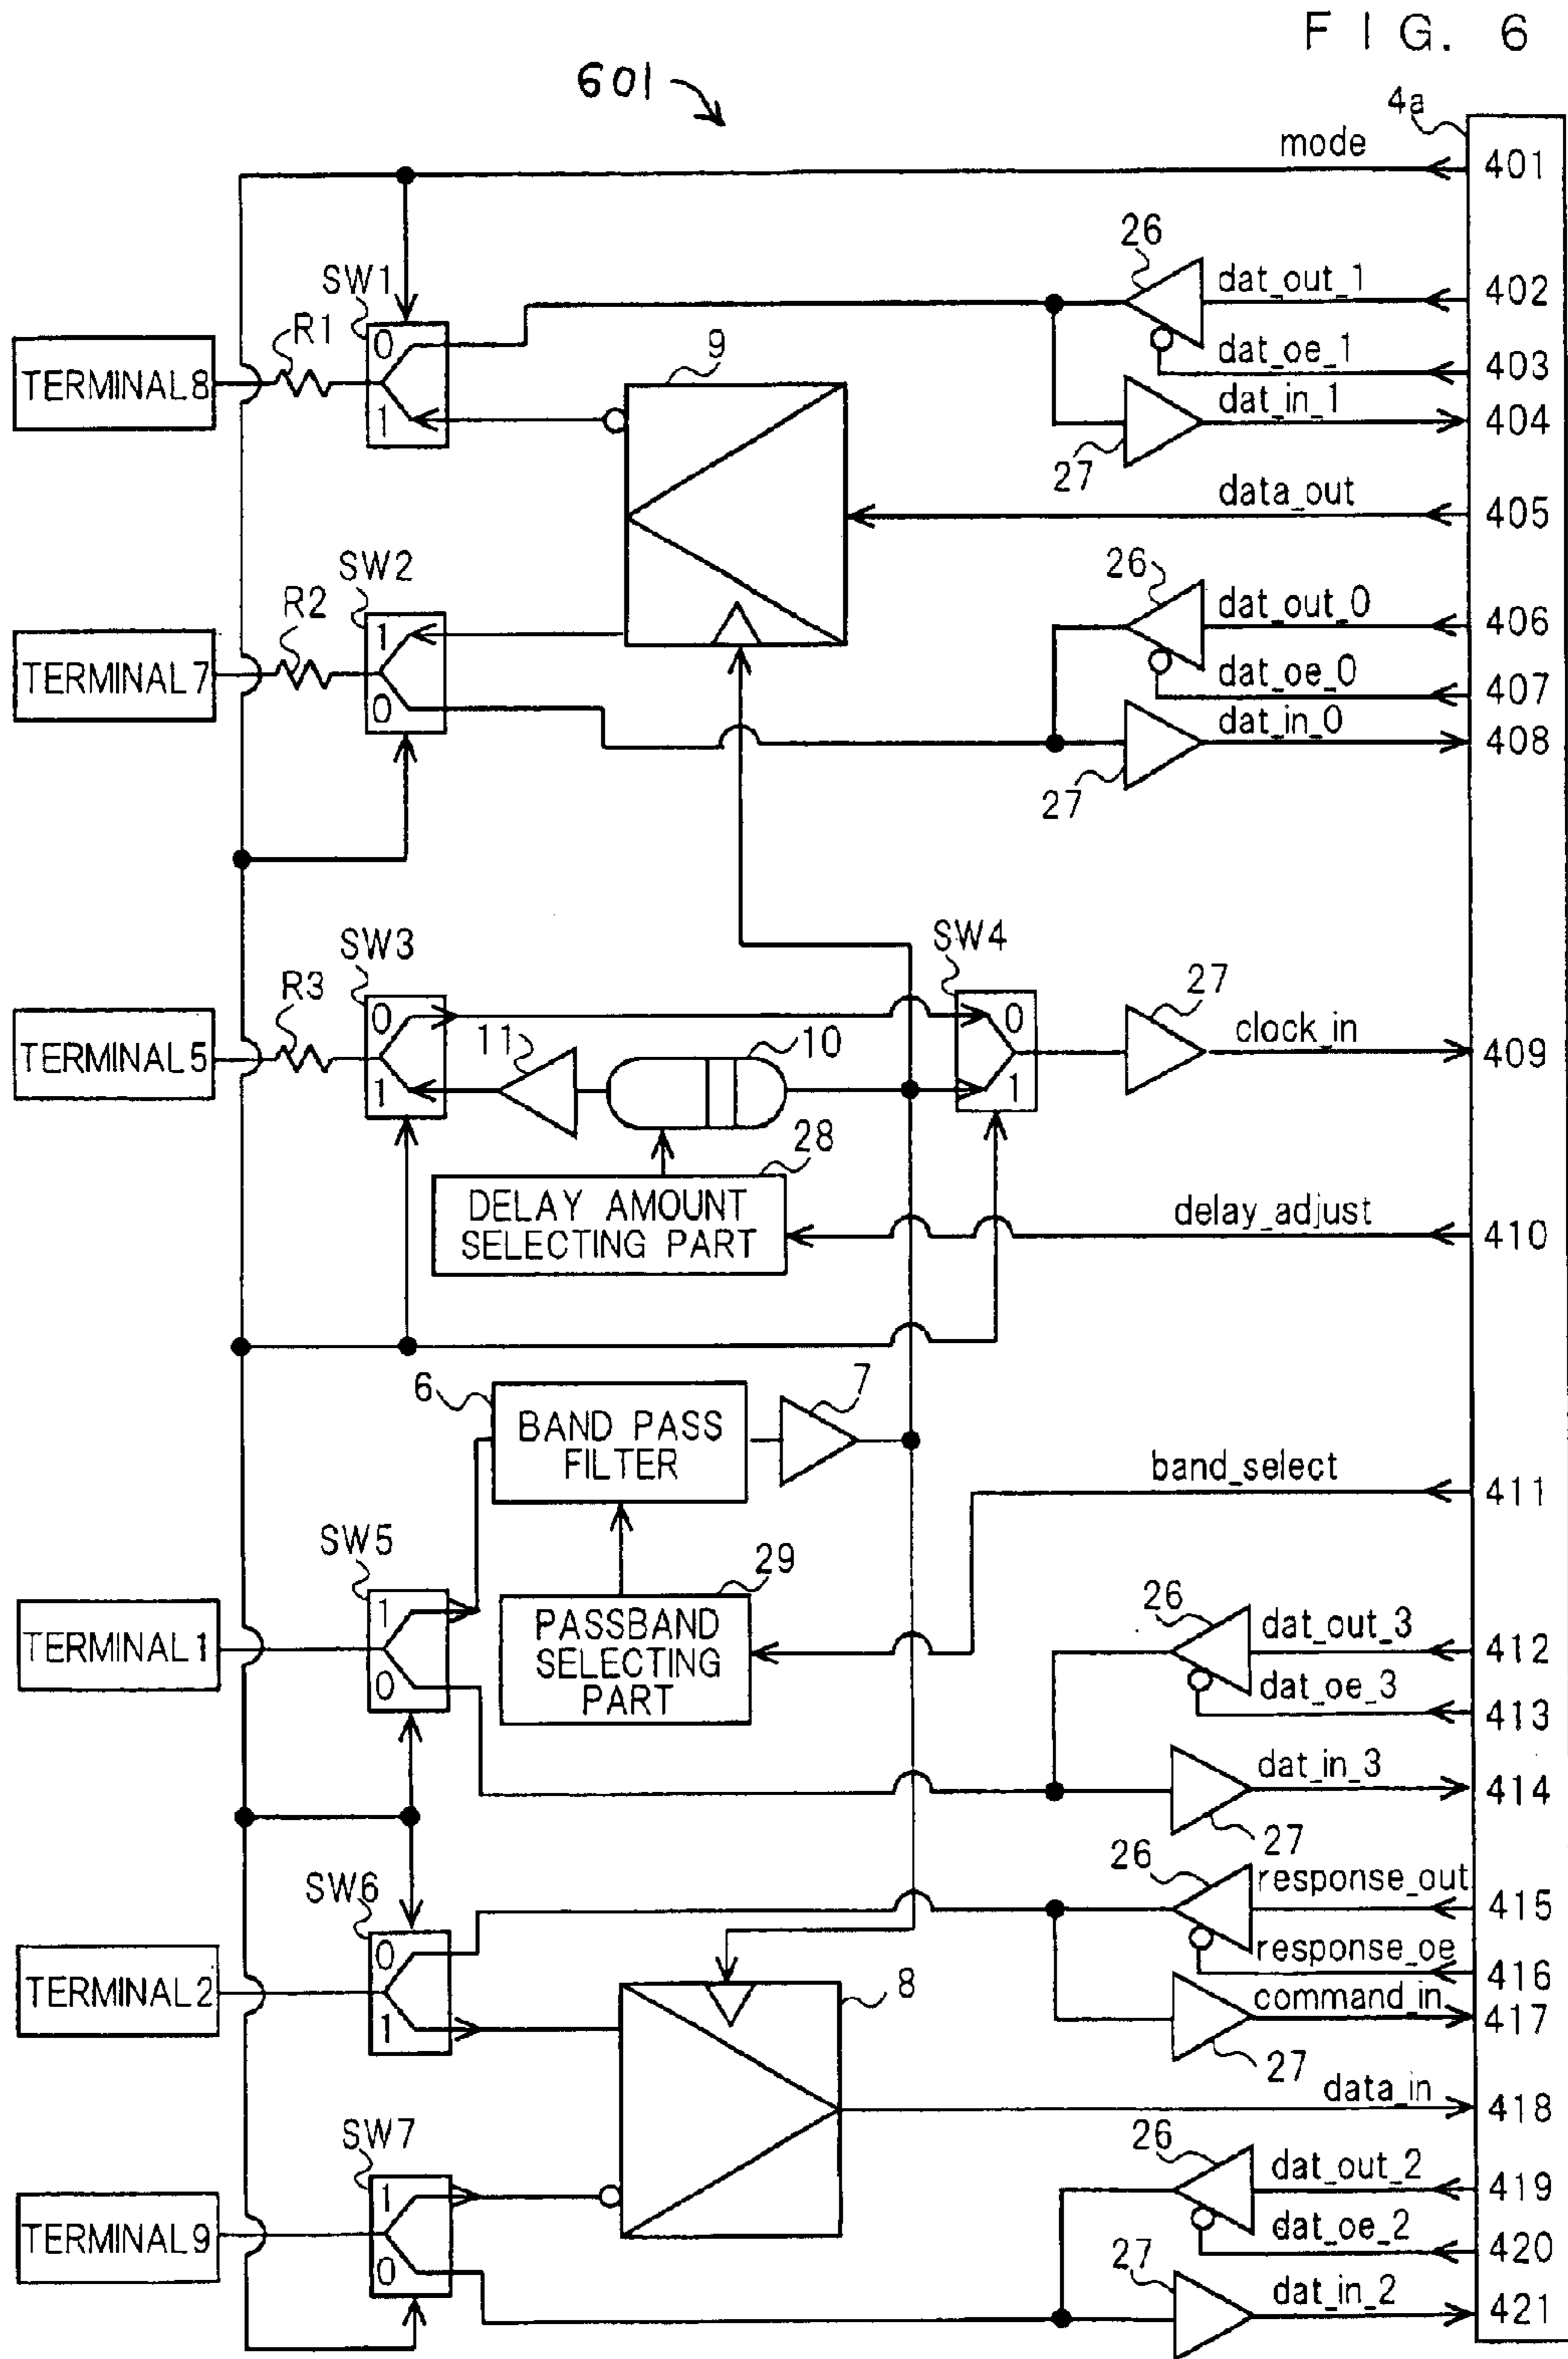 FIG. 6
601
4a
mode
401
26
dat_out_1
402
SW1
R1
0
9
dat_oe_1
403
TERMINAL8
1
dat_in_1
404
27
data_out
405
SW2
26
R2
dat_out_0
406
1
TERMINAL7
dat_oe_0
407
0
dat_in_0
408
27
SW3
SW4
R3
27
0
0
11
10
clock_in
409
TERMINAL5
1
1
28
DELAY AMOUNT
SELECTING PART
delay_adjust
410
6
7
BAND PASS
FILTER
band_select
411
SW5
29
26
1
PASSBAND
SELECTING
PART
dat_out_3
412
TERMINAL1
0
dat_oe_3
413
dat_in_3
414
27
26
SW6
response_out
415
0
response_oe
416
TERMINAL2
8
command_in
417
1
27
data_in
418
SW7
26
1
dat_out_2
419
TERMINAL9
dat_oe_2
420
0
27
dat_in_2
421